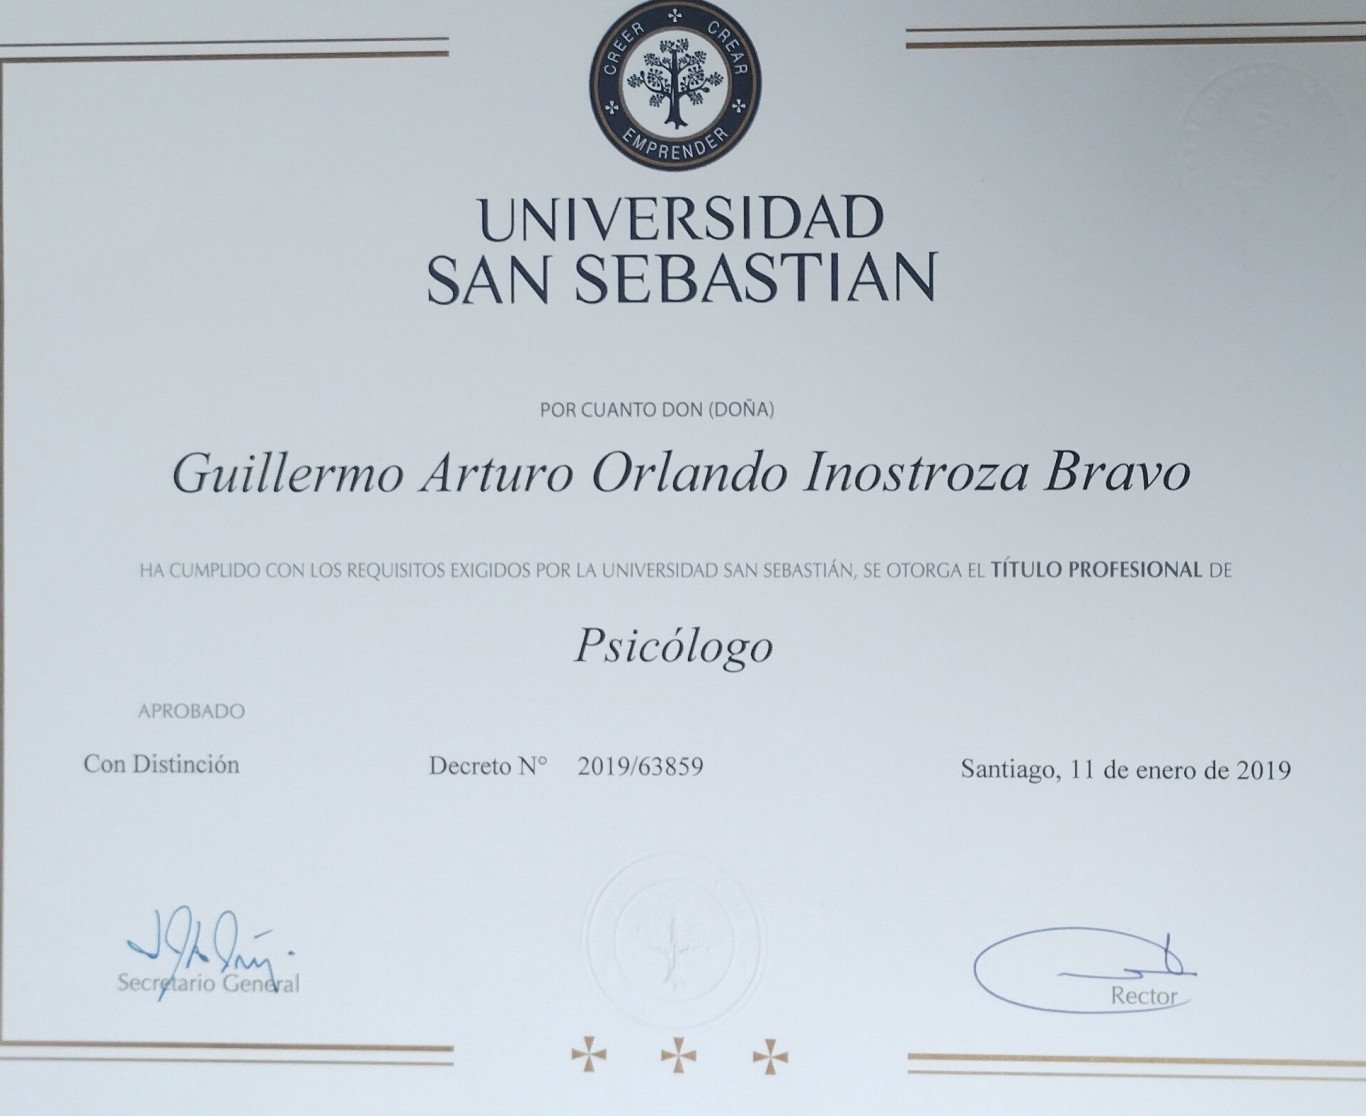 CREER CREAR
EMPRENDER
UNIVERSIDAD
SAN SEBASTIAN
POR CUANTO DON (DOÑA)
Guillermo Arturo Orlando Inostroza Bravo
HA CUMPLIDO CON LOS REQUISITOS EXIGIDOS POR LA UNIVERSIDAD SAN SEBASTIÁN, SE OTORGA EL TÍTULO PROFESIONAL DE
Psicólogo
APROBADO
Con Distinción Decreto N° 2019/63859 Santiago, 11 de enero de 2019
Secretario General
Rector